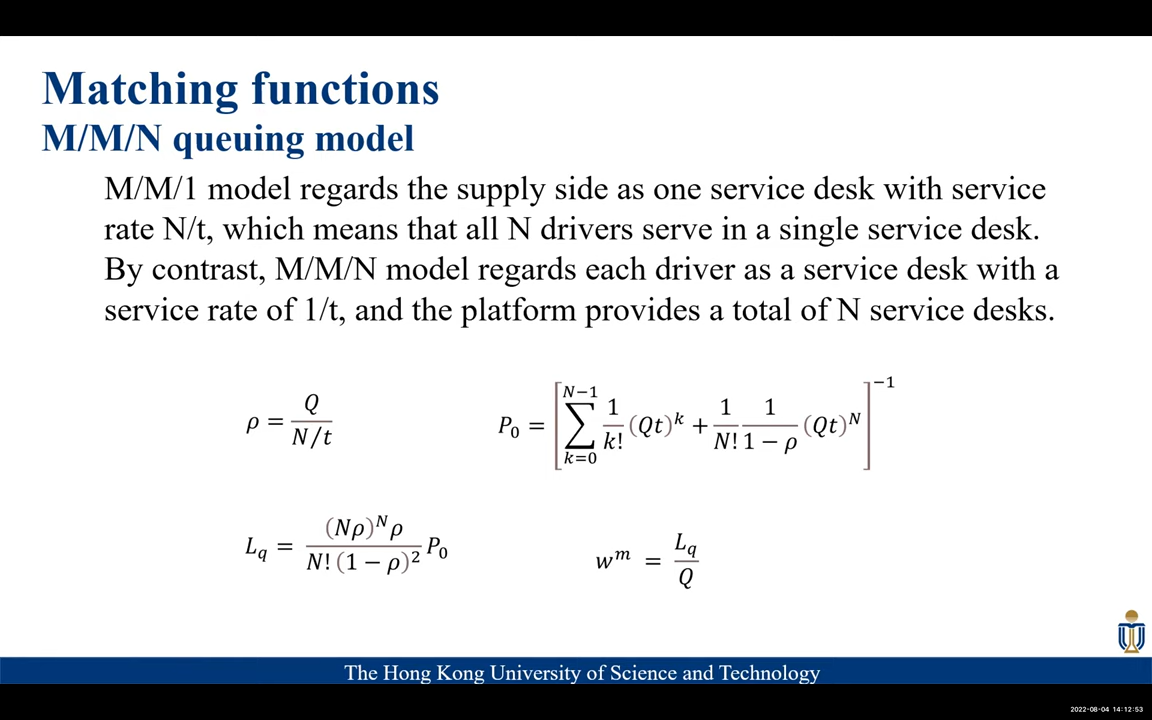 Matching functions
M/M/N queuing model
M/M/1 model regards the supply side as one service desk with service
rate N/t, which means that all N drivers serve in a single service desk.
By contrast, M/M/N model regards each driver as a service desk with a
service rate of 1/t, and the platform provides a total of N service desks.
ρ = Q / (N/t)
P₀ = [∑_{k=0}^{N−1} (1/k!) (Qt)^k + (1/N!) (1/(1 − ρ)) (Qt)^N]^{−1}
L_q = ((Nρ)^N ρ / (N! (1 − ρ)²)) P₀
w^m = L_q / Q
The Hong Kong University of Science and Technology
2022-08-04 14:12:53